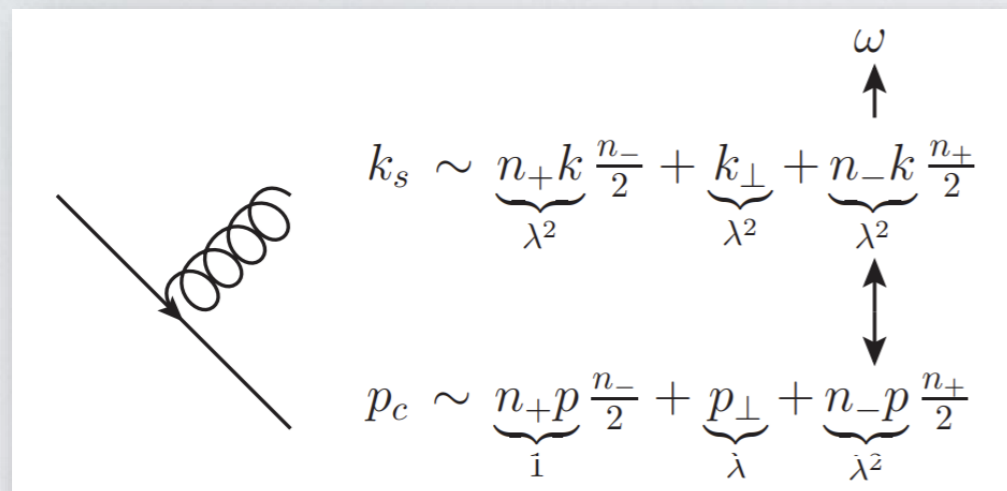 ω
k_s ∼ n_+k n_-/2 + k_⊥ + n_-k n_+/2
λ² λ² λ²
p_c ∼ n_+p n_-/2 + p_⊥ + n_-p n_+/2
1 λ λ²